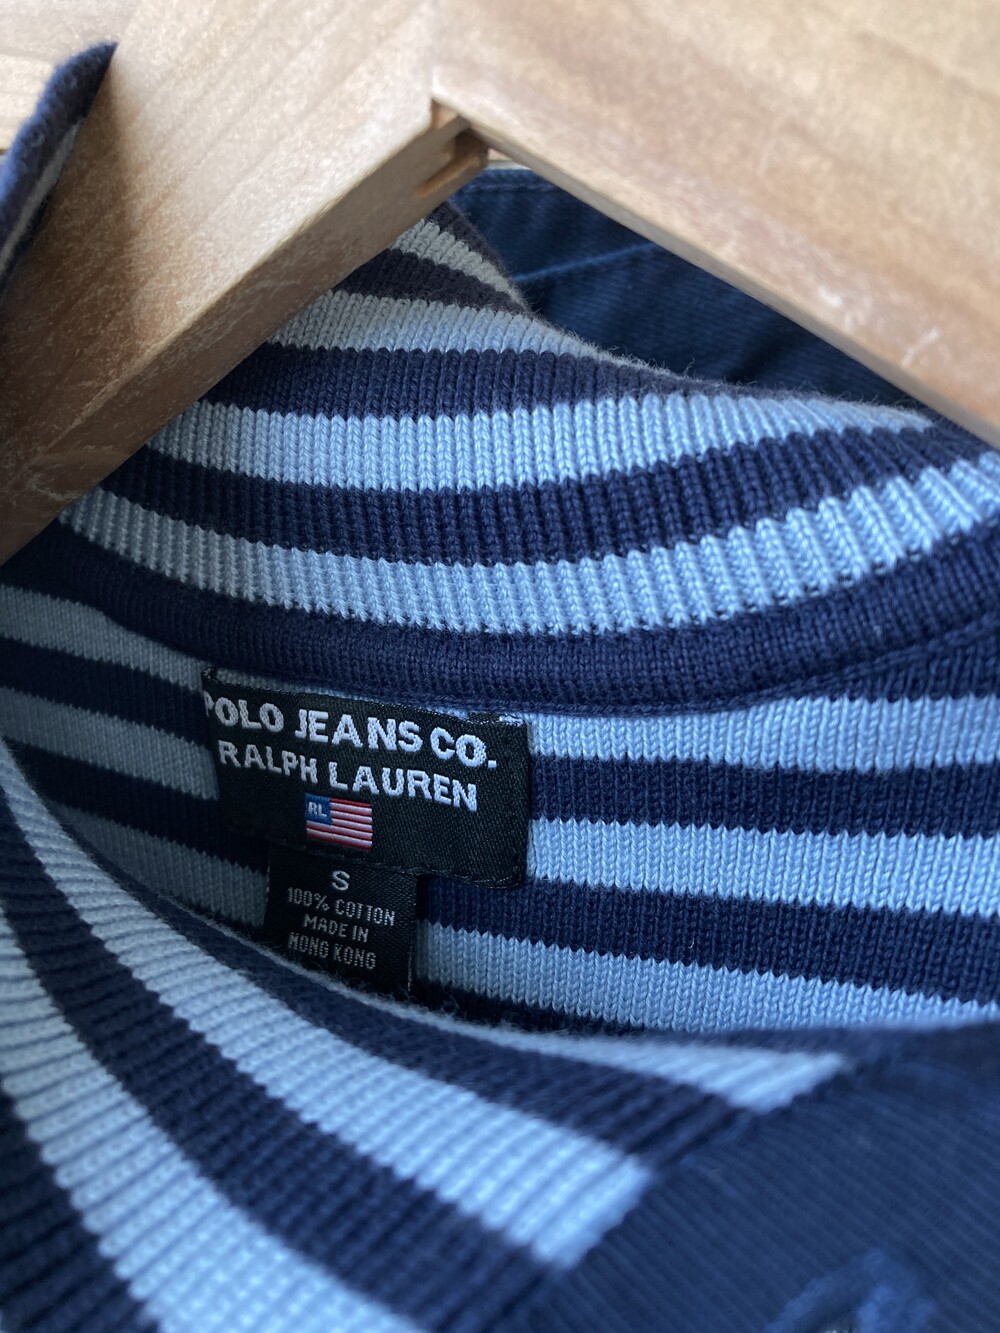 POLO JEANS CO.
RALPH LAUREN
RL
S
100% COTTON
MADE IN
HONG KONG